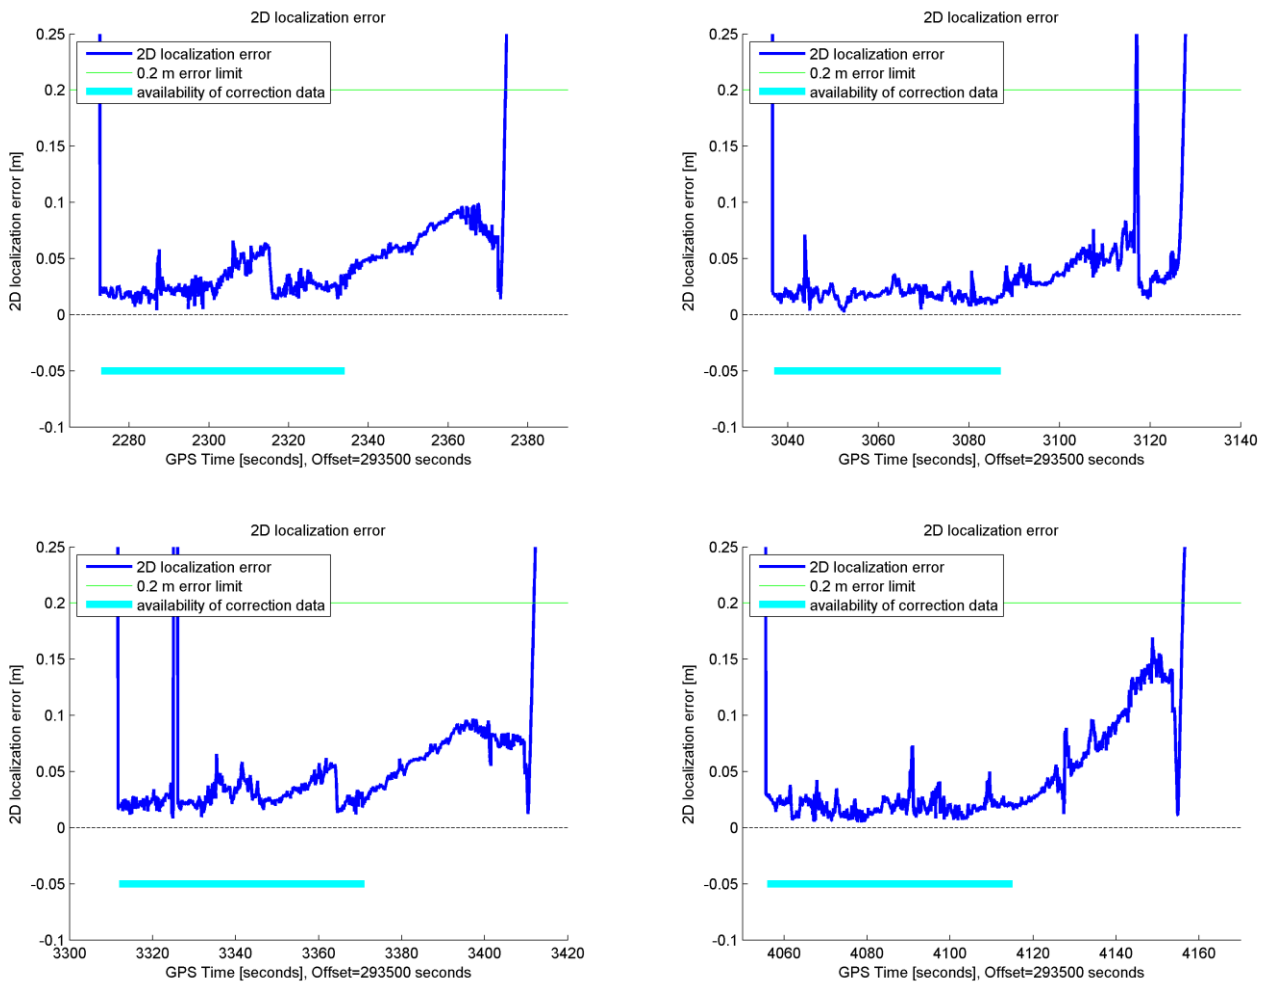 2D localization error
0.25
0.2
0.15
0.1
0.05
0
-0.05
-0.1
2D localization error [m]
2D localization error
0.2 m error limit
availability of correction data
2280 2300 2320 2340 2360 2380
GPS Time [seconds], Offset=293500 seconds
2D localization error
0.25
0.2
0.15
0.1
0.05
0
-0.05
-0.1
2D localization error [m]
2D localization error
0.2 m error limit
availability of correction data
3040 3060 3080 3100 3120 3140
GPS Time [seconds], Offset=293500 seconds
2D localization error
0.25
0.2
0.15
0.1
0.05
0
-0.05
-0.1
2D localization error [m]
2D localization error
0.2 m error limit
availability of correction data
3300 3320 3340 3360 3380 3400 3420
GPS Time [seconds], Offset=293500 seconds
2D localization error
0.25
0.2
0.15
0.1
0.05
0
-0.05
-0.1
2D localization error [m]
2D localization error
0.2 m error limit
availability of correction data
4060 4080 4100 4120 4140 4160
GPS Time [seconds], Offset=293500 seconds